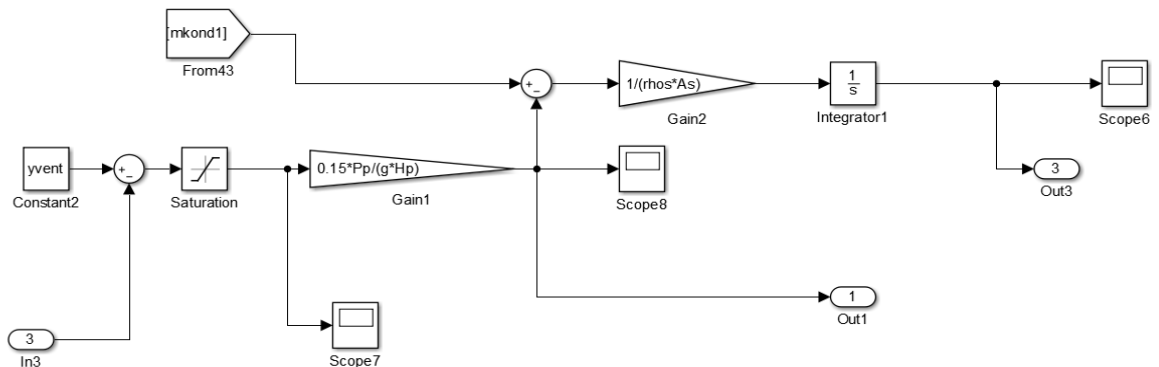 [mkond1]
From43
+
−
1/(rhos*As)
Gain2
1
s
Integrator1
Scope6
yvent
Constant2
+
−
Saturation
0.15*Pp/(g*Hp)
Gain1
Scope8
3
Out3
1
Out1
3
In3
Scope7